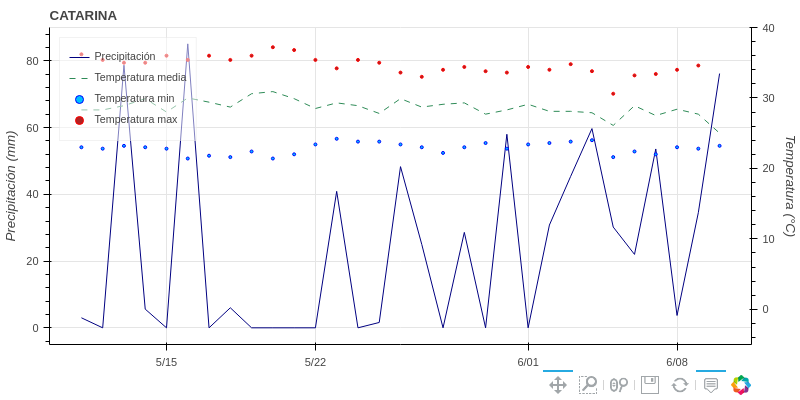 CATARINA
Precipitación
Temperatura media
Temperatura min
Temperatura max
Precipitación (mm)
80
60
40
20
0
Temperatura (°C)
40
30
20
10
0
5/15
5/22
6/01
6/08